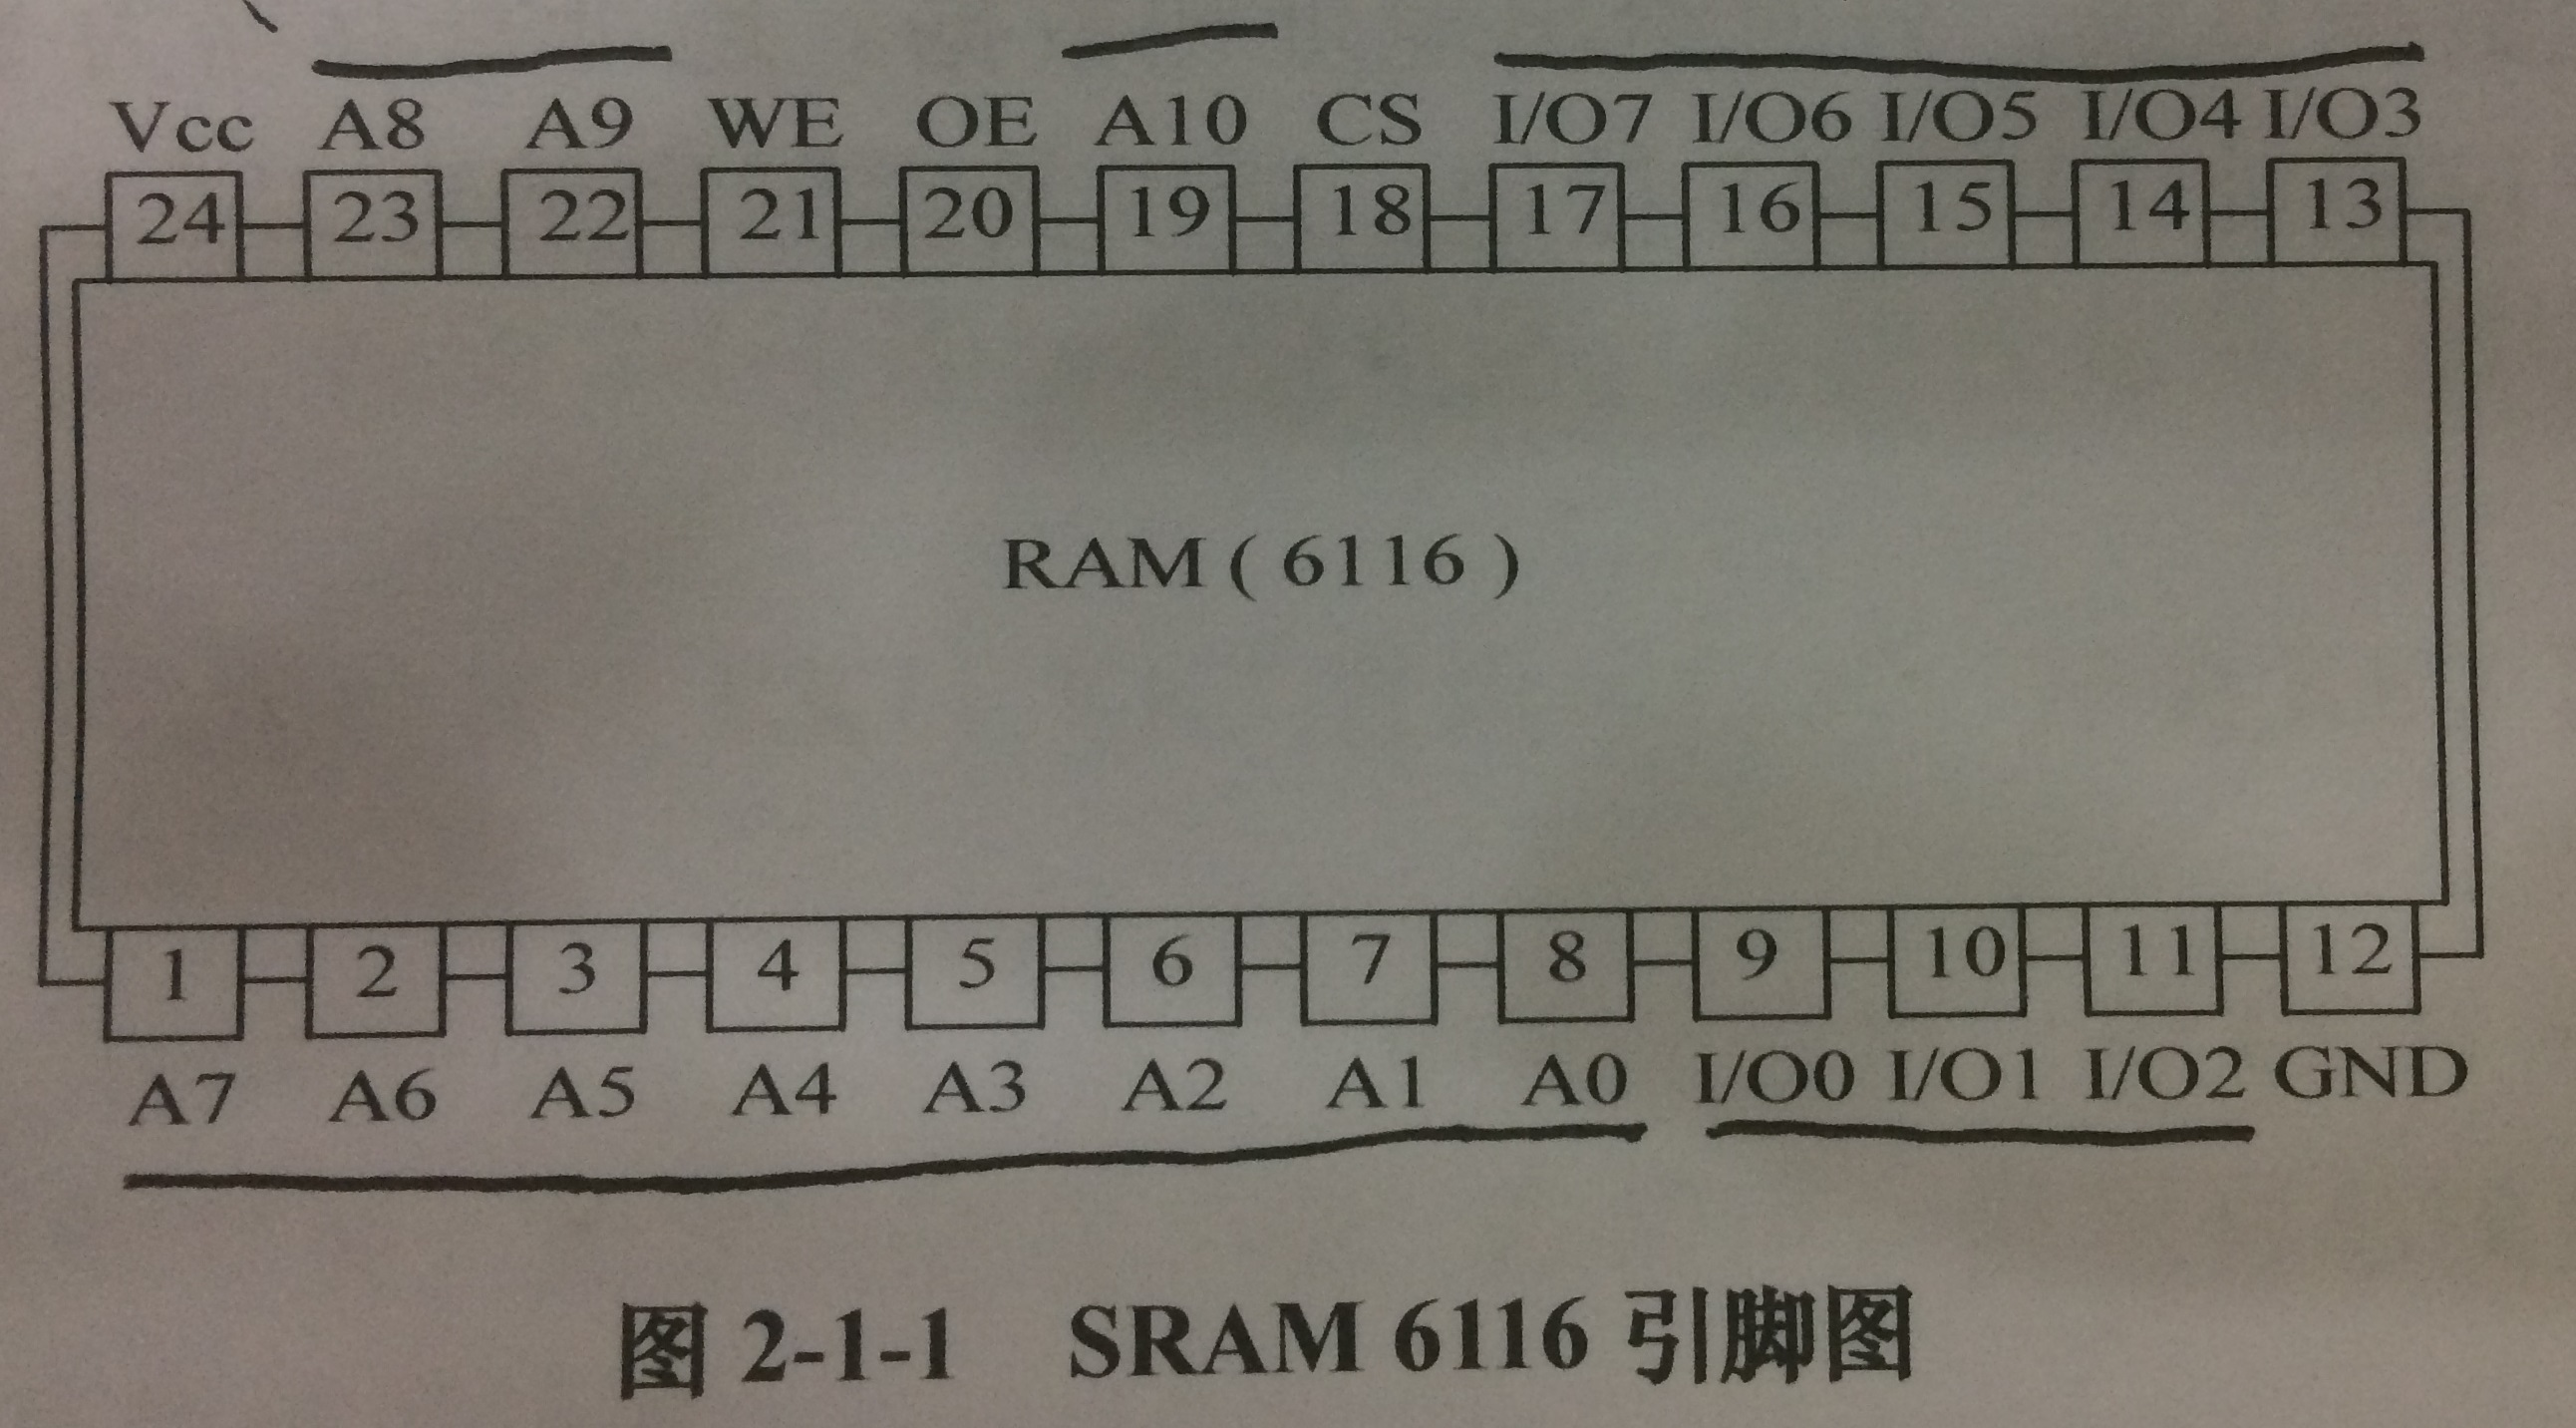 Vcc A8 A9 WE OE A10 CS I/O7 I/O6 I/O5 I/O4 I/O3
24 23 22 21 20 19 18 17 16 15 14 13
RAM ( 6116 )
1 2 3 4 5 6 7 8 9 10 11 12
A7 A6 A5 A4 A3 A2 A1 A0 I/O0 I/O1 I/O2 GND
图 2-1-1 SRAM 6116 引脚图